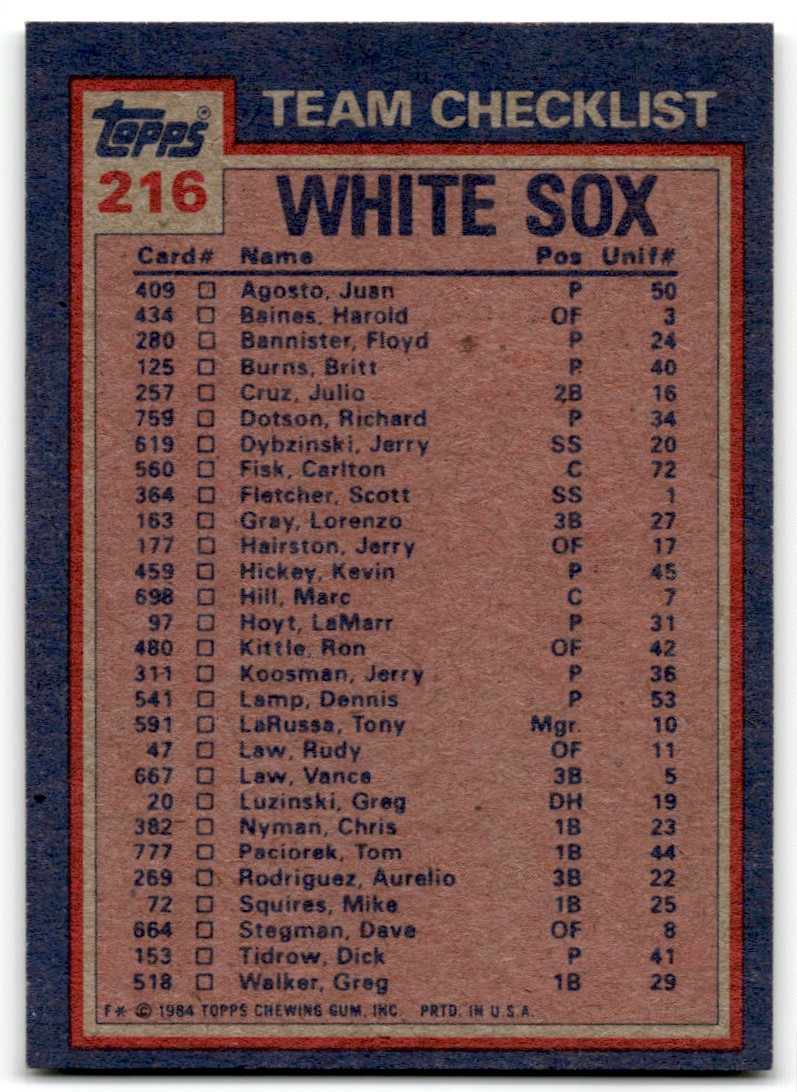 Topps®
TEAM CHECKLIST
216
WHITE SOX
Card# Name Pos Unif#
409 Agosto, Juan P 50
434 Baines, Harold OF 3
280 Bannister, Floyd P 24
125 Burns, Britt P 40
257 Cruz, Julio 2B 16
759 Dotson, Richard P 34
619 Dybzinski, Jerry SS 20
560 Fisk, Carlton C 72
364 Fletcher, Scott SS 1
163 Gray, Lorenzo 3B 27
177 Hairston, Jerry OF 17
459 Hickey, Kevin P 45
698 Hill, Marc C 7
97 Hoyt, LaMarr P 31
480 Kittle, Ron OF 42
311 Koosman, Jerry P 36
541 Lamp, Dennis P 53
591 LaRussa, Tony Mgr. 10
47 Law, Rudy OF 11
667 Law, Vance 3B 5
20 Luzinski, Greg DH 19
382 Nyman, Chris 1B 23
777 Paciorek, Tom 1B 44
269 Rodriguez, Aurelio 3B 22
72 Squires, Mike 1B 25
664 Stegman, Dave OF 8
153 Tidrow, Dick P 41
518 Walker, Greg 1B 29
F* © 1984 TOPPS CHEWING GUM, INC. PRTD. IN U.S.A.